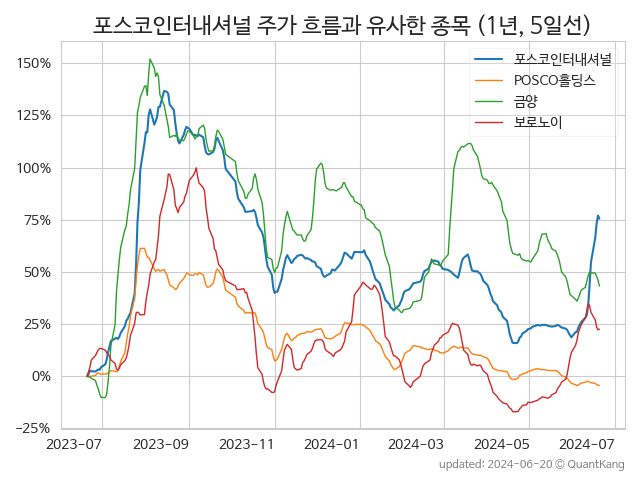 포스코인터내셔널 주가 흐름과 유사한 종목 (1년, 5일선)
포스코인터내셔널
POSCO홀딩스
금양
보로노이
150%
125%
100%
75%
50%
25%
0%
−25%
2023-07 2023-09 2023-11 2024-01 2024-03 2024-05 2024-07
updated: 2024-06-20 © QuantKang